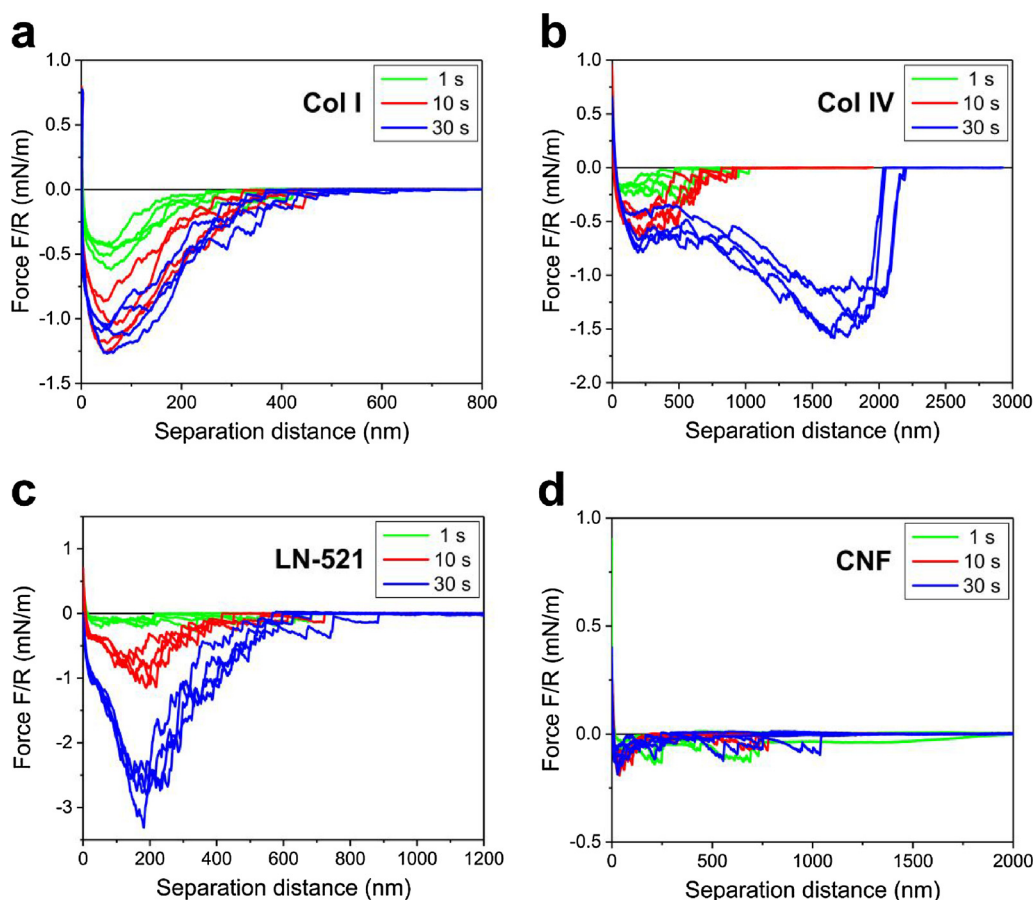 a
1.0
0.5
0.0
-0.5
-1.0
-1.5
Force F/R (mN/m)
Col I
1 s
10 s
30 s
0
200
400
600
800
Separation distance (nm)
b
1.0
0.5
0.0
-0.5
-1.0
-1.5
-2.0
Force F/R (mN/m)
Col IV
1 s
10 s
30 s
0
500
1000
1500
2000
2500
3000
Separation distance (nm)
c
1
0
-1
-2
-3
Force F/R (mN/m)
LN-521
1 s
10 s
30 s
0
200
400
600
800
1000
1200
Separation distance (nm)
d
1.0
0.5
0.0
-0.5
Force F/R (mN/m)
CNF
1 s
10 s
30 s
0
500
1000
1500
2000
Separation distance (nm)